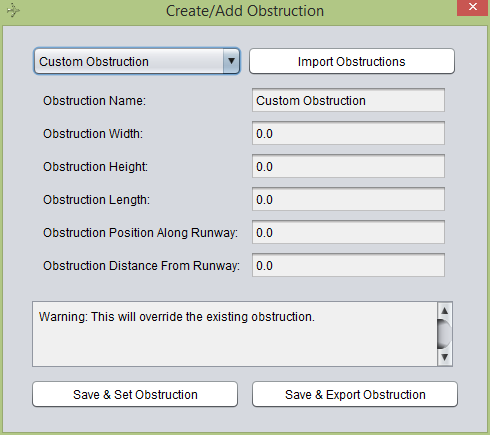 Create/Add Obstruction
Custom Obstruction
Import Obstructions
Obstruction Name: Custom Obstruction
Obstruction Width: 0.0
Obstruction Height: 0.0
Obstruction Length: 0.0
Obstruction Position Along Runway: 0.0
Obstruction Distance From Runway: 0.0
Warning: This will override the existing obstruction.
Save & Set Obstruction
Save & Export Obstruction